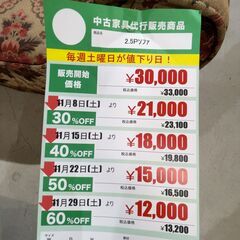 中古家具代行販売商品
商品名
2.5Pソファ
毎週土曜日が値下り日!
販売開始価格 ¥30,000
税込価格 ¥33,000
11月8日(土)より ¥21,000
30%OFF 税込価格 ¥23,100
11月15日(土)より ¥18,000
40%OFF 税込価格 ¥19,800
11月22日(土)より ¥15,000
50%OFF 税込価格 ¥16,500
11月29日(土)より ¥12,000
60%OFF 税込価格 ¥13,200